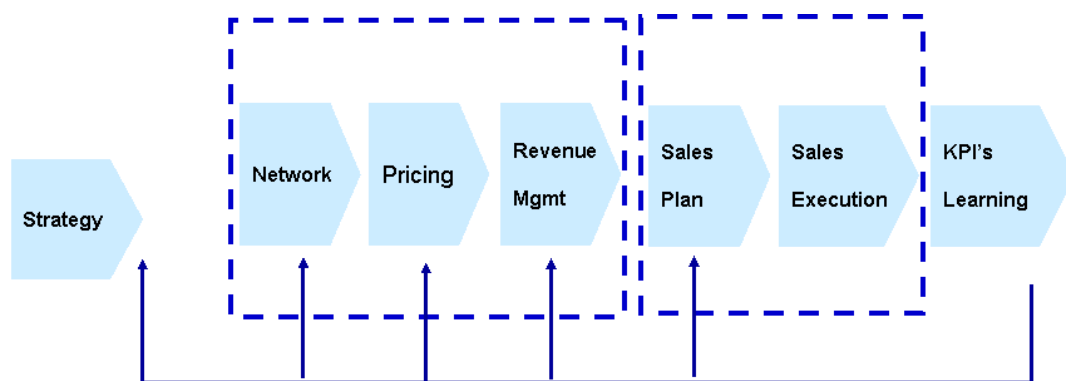 Strategy
Network
Pricing
Revenue
Mgmt
Sales
Plan
Sales
Execution
KPI's
Learning